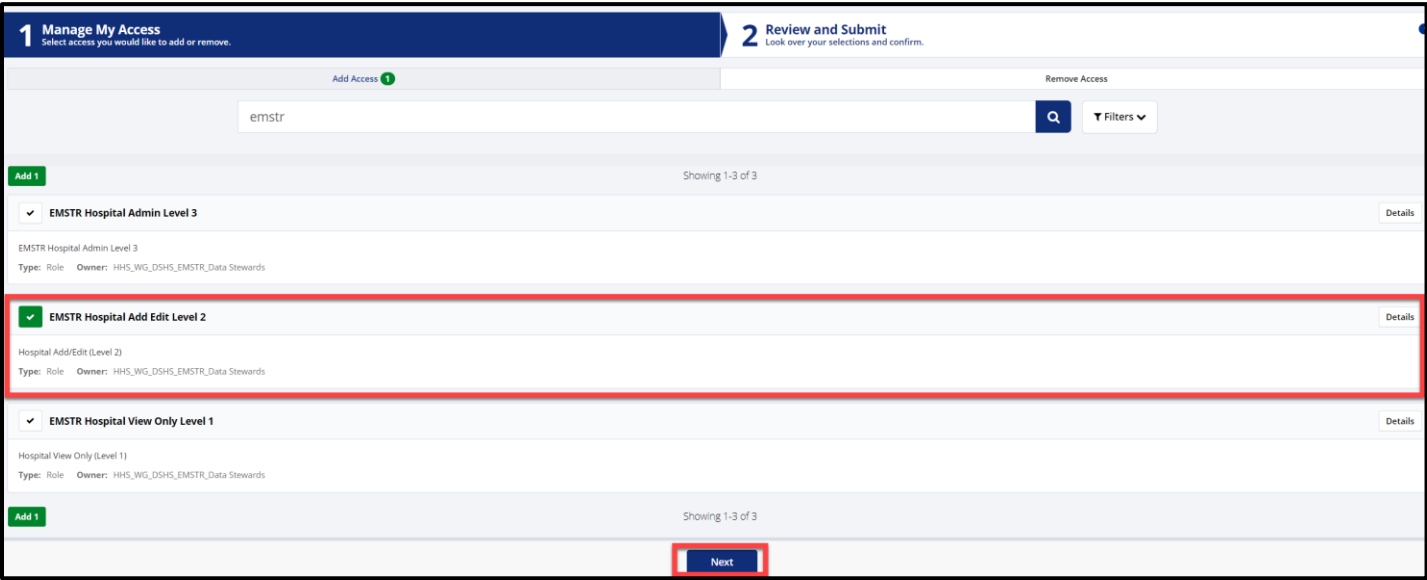 1 Manage My Access
Select access you would like to add or remove.
2 Review and Submit
Look over your selections and confirm.
Add Access 1
Remove Access
emstr
Filters
Add 1
Showing 1-3 of 3
EMSTR Hospital Admin Level 3
Details
EMSTR Hospital Admin Level 3
Type: Role Owner: HHS_WG_DSHS_EMSTR_Data Stewards
EMSTR Hospital Add Edit Level 2
Details
Hospital Add/Edit (Level 2)
Type: Role Owner: HHS_WG_DSHS_EMSTR_Data Stewards
EMSTR Hospital View Only Level 1
Details
Hospital View Only (Level 1)
Type: Role Owner: HHS_WG_DSHS_EMSTR_Data Stewards
Add 1
Showing 1-3 of 3
Next